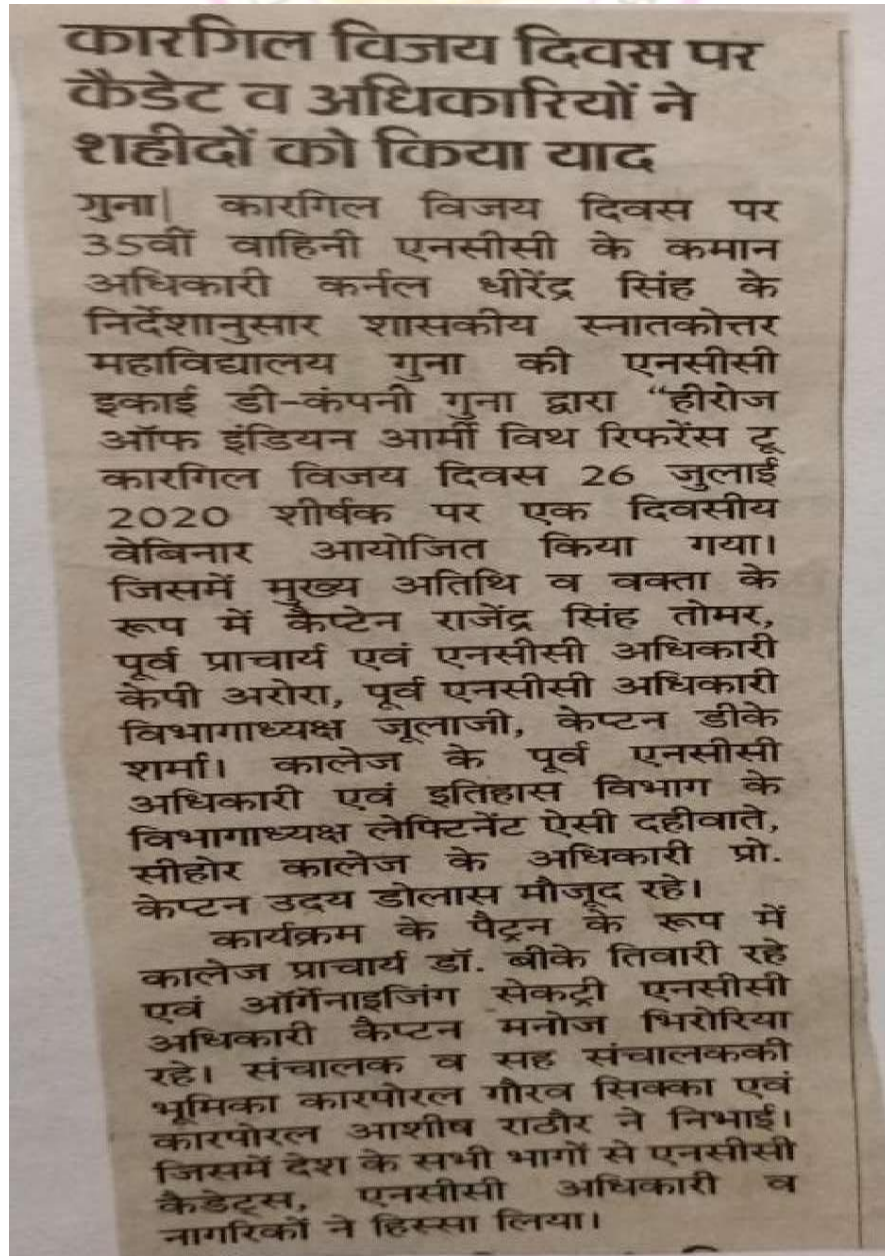 कारगिल विजय दिवस पर
कैडेट व अधिकारियों ने
शहीदों को किया याद
गुना| कारगिल विजय दिवस पर
35वीं वाहिनी एनसीसी के कमान
अधिकारी कर्नल धीरेंद्र सिंह के
निर्देशानुसार शासकीय स्नातकोत्तर
महाविद्यालय गुना की एनसीसी
इकाई डी-कंपनी गुना द्वारा “हीरोज
ऑफ इंडियन आर्मी विथ रिफरेंस टू
कारगिल विजय दिवस 26 जुलाई
2020 शीर्षक पर एक दिवसीय
वेबिनार आयोजित किया गया।
जिसमें मुख्य अतिथि व वक्ता के
रूप में कैप्टेन राजेंद्र सिंह तोमर,
पूर्व प्राचार्य एवं एनसीसी अधिकारी
केपी अरोरा, पूर्व एनसीसी अधिकारी
विभागाध्यक्ष जूलाजी, केप्टन डीके
शर्मा। कालेज के पूर्व एनसीसी
अधिकारी एवं इतिहास विभाग के
विभागाध्यक्ष लेफ्टिनेंट ऐसी दहीवाते,
सीहोर कालेज के अधिकारी प्रो.
केप्टन उदय डोलास मौजूद रहे।
कार्यक्रम के पैट्रन के रूप में
कालेज प्राचार्य डॉ. बीके तिवारी रहे
एवं ऑर्गेनाइजिंग सेकट्री एनसीसी
अधिकारी कैप्टन मनोज भिरोरिया
रहे। संचालक व सह संचालककी
भूमिका कारपोरल गौरव सिक्का एवं
कारपोरल आशीष राठौर ने निभाई।
जिसमें देश के सभी भागों से एनसीसी
कैडेट्स, एनसीसी अधिकारी व
नागरिकों ने हिस्सा लिया।